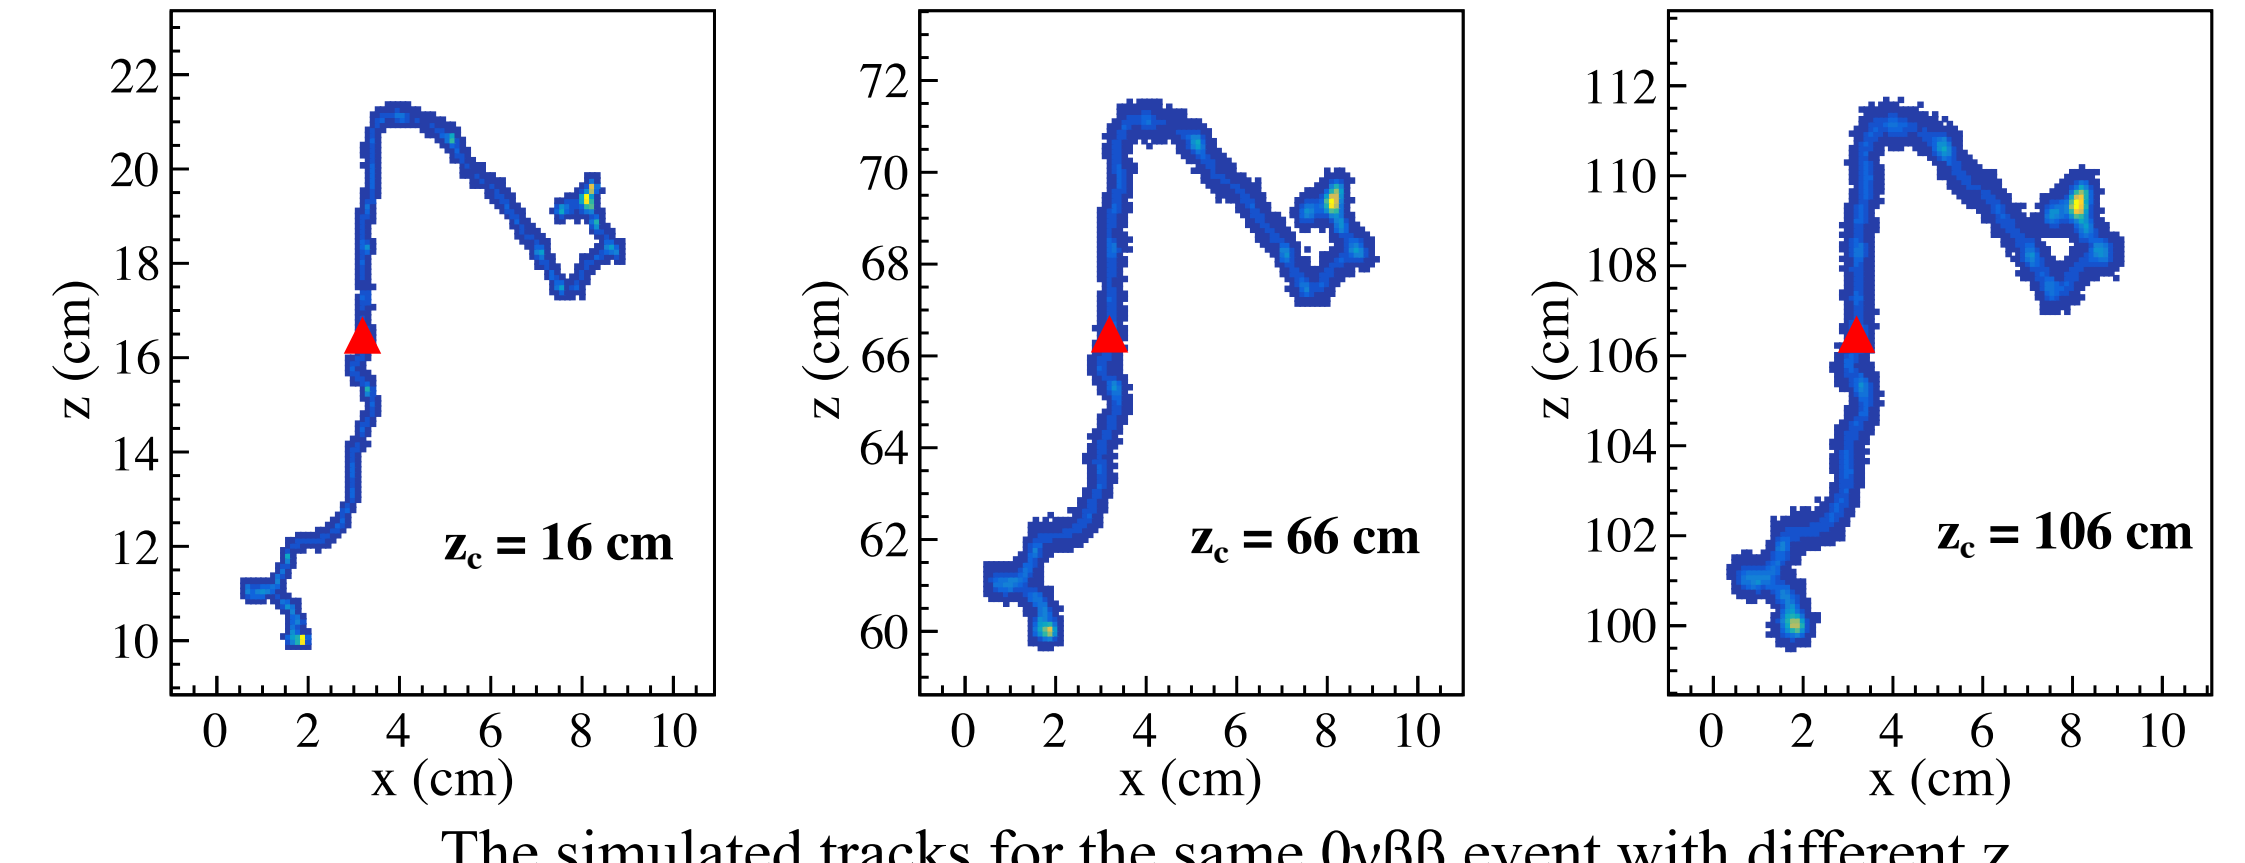 22
20
18
16
14
12
10
z (cm)
0 2 4 6 8 10
x (cm)
z_c = 16 cm
72
70
68
66
64
62
60
z (cm)
0 2 4 6 8 10
x (cm)
z_c = 66 cm
112
110
108
106
104
102
100
z (cm)
0 2 4 6 8 10
x (cm)
z_c = 106 cm
The simulated tracks for the same 0νββ event with different z